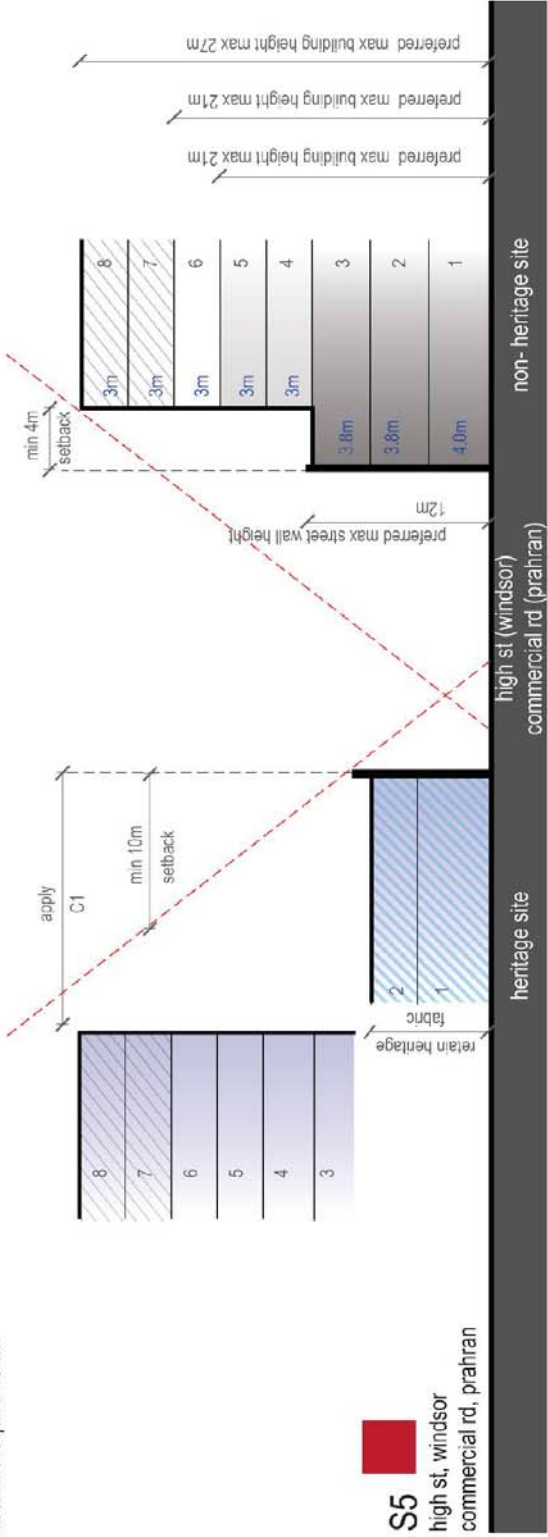 S5
high st, windsor
commercial rd, prahran
8
7
6
5
4
3
apply
C1
min 10m
setback
retain heritage
fabric
2
1
heritage site
high st (windsor)
commercial rd (prahran)
preferred max street wall height
12m
min 4m
setback
3m
8
3m
7
3m
6
3m
5
3m
4
3.8m
3
3.8m
2
4.0m
1
non- heritage site
preferred max building height max 21m
preferred max building height max 21m
preferred max building height max 27m